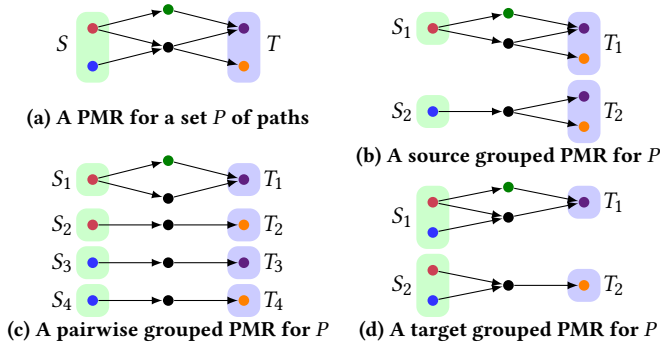 S
T
(a) A PMR for a set P of paths
S₁
T₁
S₂
T₂
(b) A source grouped PMR for P
S₁
T₁
S₂
T₂
S₃
T₃
S₄
T₄
(c) A pairwise grouped PMR for P
S₁
T₁
S₂
T₂
(d) A target grouped PMR for P